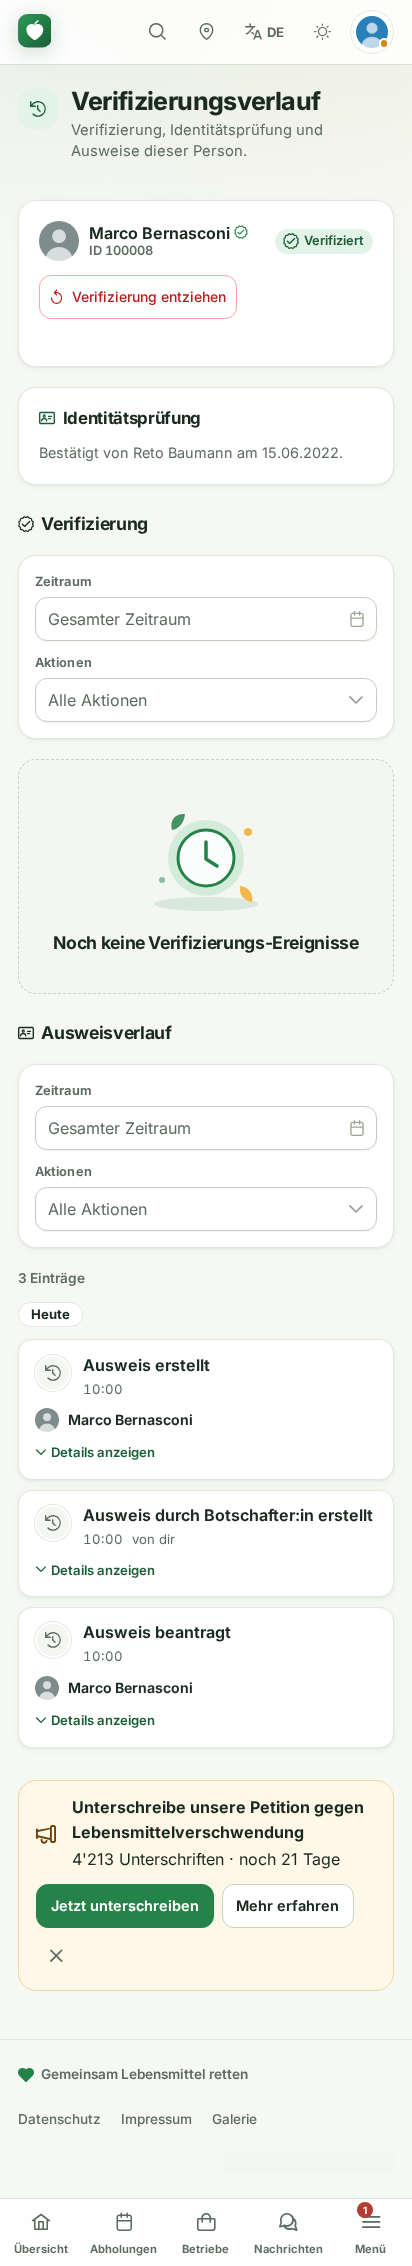 DE
Verifizierungsverlauf
Verifizierung, Identitätsprüfung und
Ausweise dieser Person.
Marco Bernasconi
ID 100008
Verifiziert
Verifizierung entziehen
Identitätsprüfung
Bestätigt von Reto Baumann am 15.06.2022.
Verifizierung
Zeitraum
Gesamter Zeitraum
Aktionen
Alle Aktionen
Noch keine Verifizierungs-Ereignisse
Ausweisverlauf
Zeitraum
Gesamter Zeitraum
Aktionen
Alle Aktionen
3 Einträge
Heute
Ausweis erstellt
10:00
Marco Bernasconi
Details anzeigen
Ausweis durch Botschafter:in erstellt
10:00 von dir
Details anzeigen
Ausweis beantragt
10:00
Marco Bernasconi
Details anzeigen
Unterschreibe unsere Petition gegen
Lebensmittelverschwendung
4'213 Unterschriften · noch 21 Tage
Jetzt unterschreiben
Mehr erfahren
Gemeinsam Lebensmittel retten
Datenschutz Impressum Galerie
1
Übersicht Abholungen Betriebe Nachrichten Menü